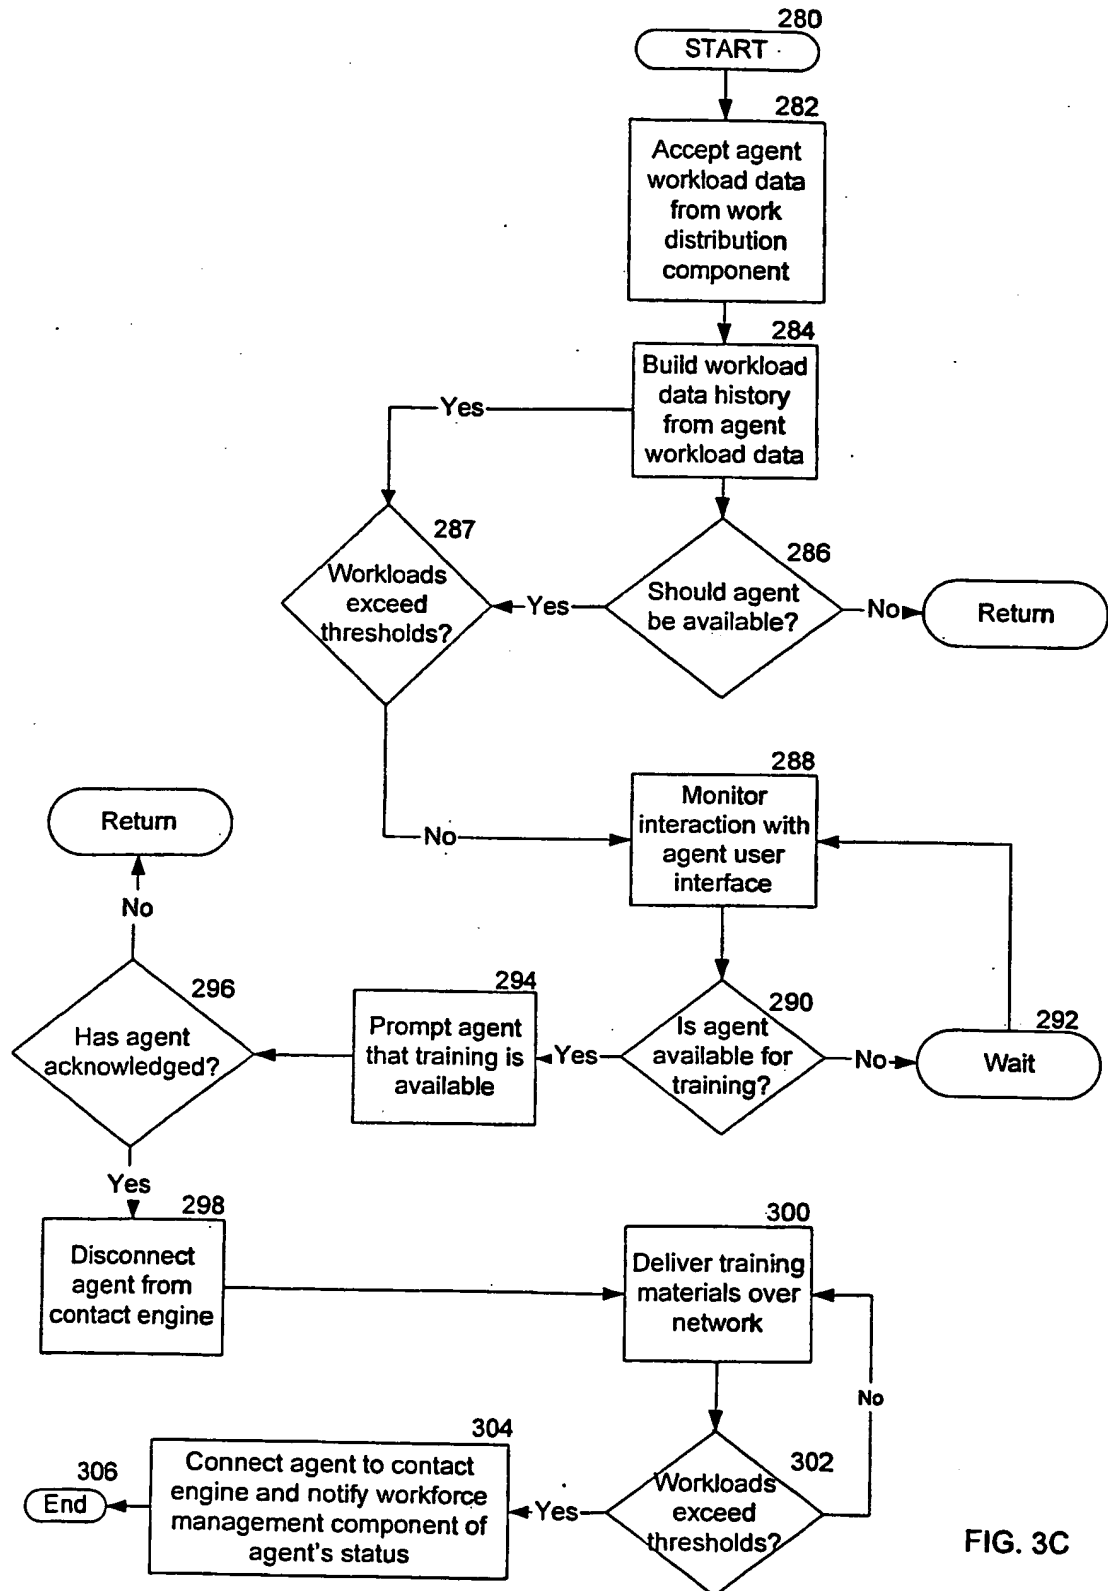 280
START
282
Accept agent
workload data
from work
distribution
component
284
Build workload
data history
from agent
workload data
Yes
287
Workloads
exceed
thresholds?
Yes
286
Should agent
be available?
No
Return
288
Monitor
interaction with
agent user
interface
No
Return
No
296
Has agent
acknowledged?
294
Prompt agent
that training is
available
Yes
290
Is agent
available for
training?
No
292
Wait
Yes
298
Disconnect
agent from
contact engine
300
Deliver training
materials over
network
No
302
Workloads
exceed
thresholds?
Yes
304
Connect agent to contact
engine and notify workforce
management component of
agent's status
306
End
FIG. 3C